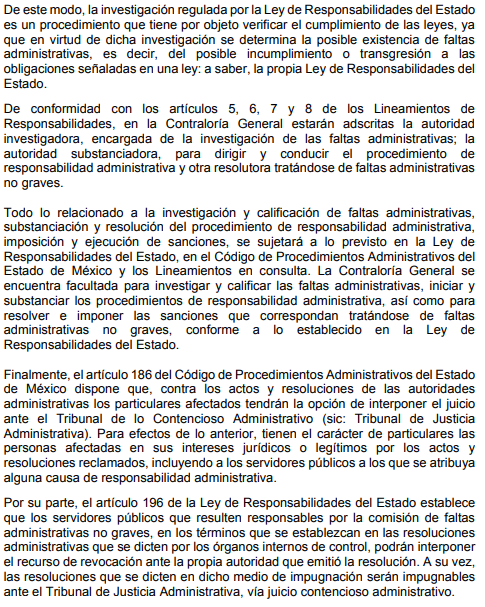 De este modo, la investigación regulada por la Ley de Responsabilidades del Estado
es un procedimiento que tiene por objeto verificar el cumplimiento de las leyes, ya
que en virtud de dicha investigación se determina la posible existencia de faltas
administrativas, es decir, del posible incumplimiento o transgresión a las
obligaciones señaladas en una ley: a saber, la propia Ley de Responsabilidades del
Estado.
De conformidad con los artículos 5, 6, 7 y 8 de los Lineamientos de
Responsabilidades, en la Contraloría General estarán adscritas la autoridad
investigadora, encargada de la investigación de las faltas administrativas; la
autoridad substanciadora, para dirigir y conducir el procedimiento de
responsabilidad administrativa y otra resolutora tratándose de faltas administrativas
no graves.
Todo lo relacionado a la investigación y calificación de faltas administrativas,
substanciación y resolución del procedimiento de responsabilidad administrativa,
imposición y ejecución de sanciones, se sujetará a lo previsto en la Ley de
Responsabilidades del Estado, en el Código de Procedimientos Administrativos del
Estado de México y los Lineamientos en consulta. La Contraloría General se
encuentra facultada para investigar y calificar las faltas administrativas, iniciar y
substanciar los procedimientos de responsabilidad administrativa, así como para
resolver e imponer las sanciones que correspondan tratándose de faltas
administrativas no graves, conforme a lo establecido en la Ley de
Responsabilidades del Estado.
Finalmente, el artículo 186 del Código de Procedimientos Administrativos del Estado
de México dispone que, contra los actos y resoluciones de las autoridades
administrativas los particulares afectados tendrán la opción de interponer el juicio
ante el Tribunal de lo Contencioso Administrativo (sic: Tribunal de Justicia
Administrativa). Para efectos de lo anterior, tienen el carácter de particulares las
personas afectadas en sus intereses jurídicos o legítimos por los actos y
resoluciones reclamados, incluyendo a los servidores públicos a los que se atribuya
alguna causa de responsabilidad administrativa.
Por su parte, el artículo 196 de la Ley de Responsabilidades del Estado establece
que los servidores públicos que resulten responsables por la comisión de faltas
administrativas no graves, en los términos que se establezcan en las resoluciones
administrativas que se dicten por los órganos internos de control, podrán interponer
el recurso de revocación ante la propia autoridad que emitió la resolución. A su vez,
las resoluciones que se dicten en dicho medio de impugnación serán impugnables
ante el Tribunal de Justicia Administrativa, vía juicio contencioso administrativo.